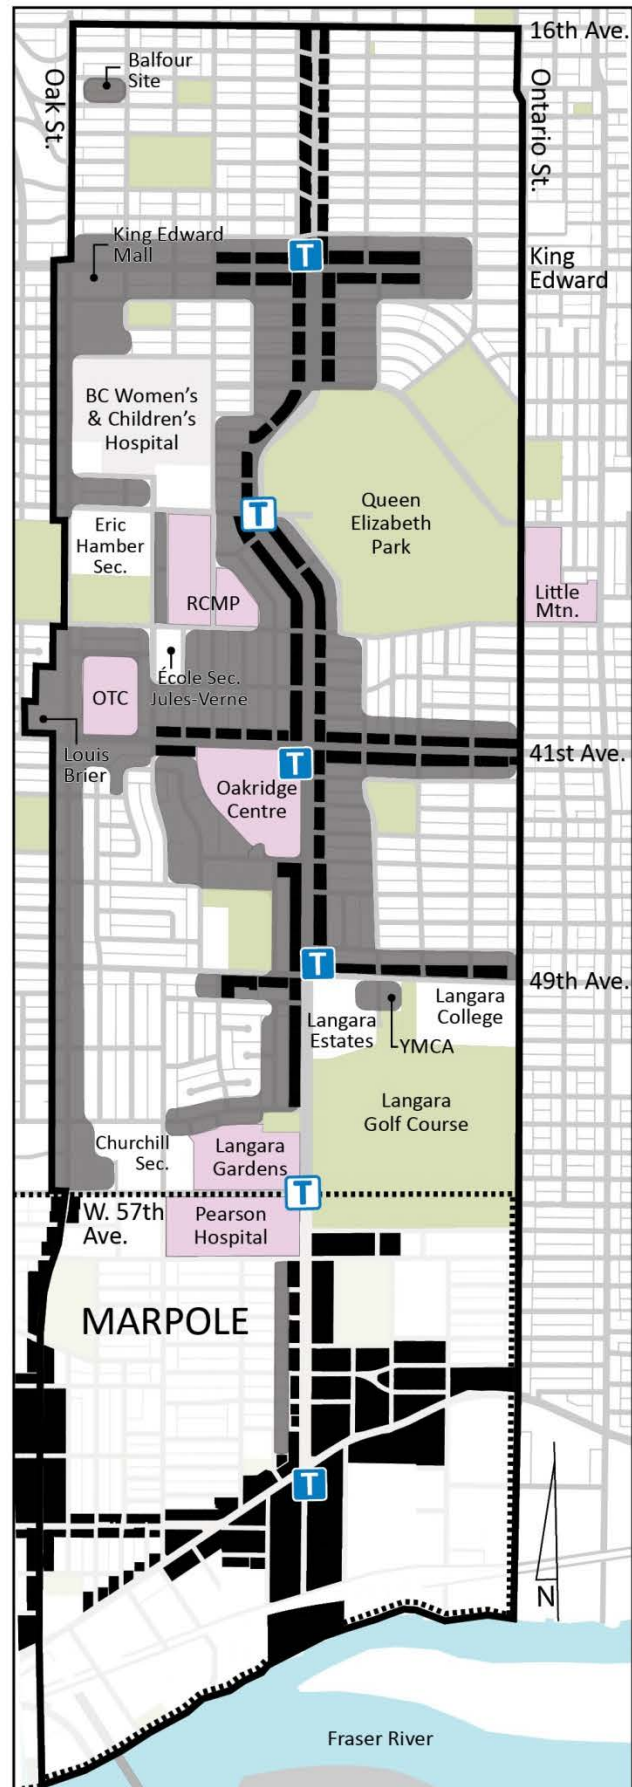 16th Ave.
Balfour
Site
Oak St.
Ontario St.
King Edward
Mall
T
King
Edward
BC Women's
& Children's
Hospital
Queen
Elizabeth
Park
T
Eric
Hamber
Sec.
RCMP
Little
Mtn.
École Sec.
Jules-Verne
OTC
Louis
Brier
T
41st Ave.
Oakridge
Centre
T
49th Ave.
Langara
Estates
YMCA
Langara
College
Langara
Golf Course
Churchill
Sec.
Langara
Gardens
T
W. 57th
Ave.
Pearson
Hospital
MARPOLE
T
N
Fraser River